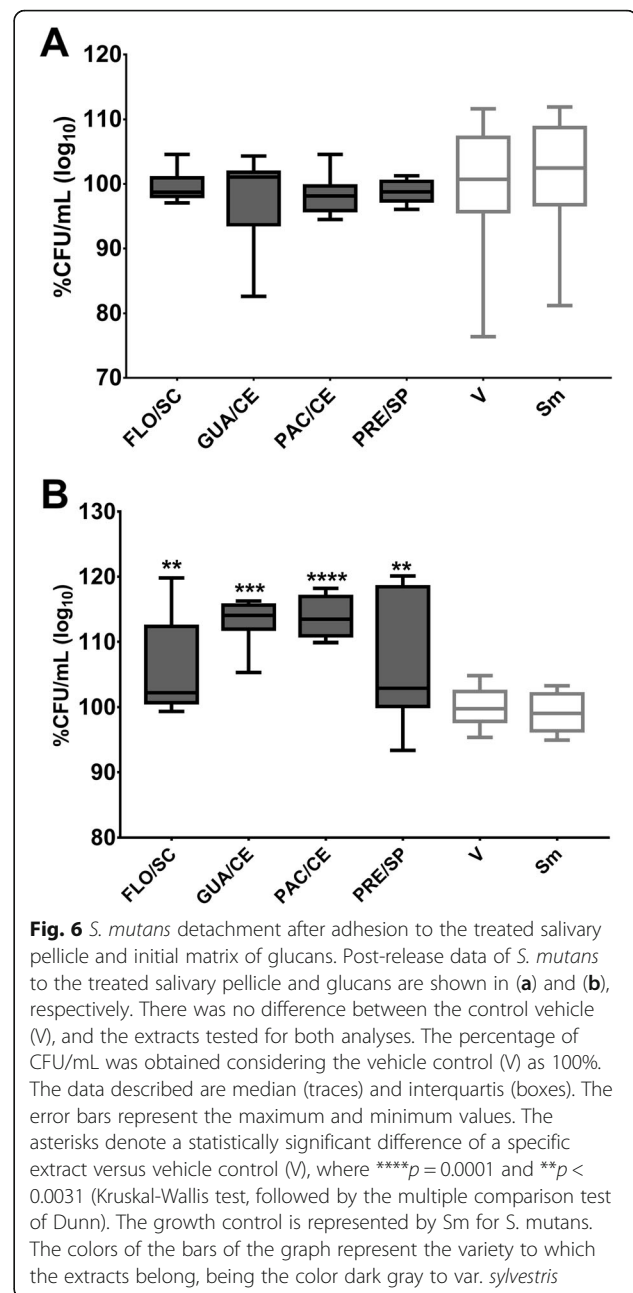 A
%CFU/mL (log10)
120
110
100
90
80
70
FLO/SC
GUA/CE
PAC/CE
PRE/SP
V
Sm
B
%CFU/mL (log10)
130
120
110
100
90
80
**
***
****
**
FLO/SC
GUA/CE
PAC/CE
PRE/SP
V
Sm
Fig. 6 S. mutans detachment after adhesion to the treated salivary
pellicle and initial matrix of glucans. Post-release data of S. mutans
to the treated salivary pellicle and glucans are shown in (a) and (b),
respectively. There was no difference between the control vehicle
(V), and the extracts tested for both analyses. The percentage of
CFU/mL was obtained considering the vehicle control (V) as 100%.
The data described are median (traces) and interquartis (boxes). The
error bars represent the maximum and minimum values. The
asterisks denote a statistically significant difference of a specific
extract versus vehicle control (V), where ****p = 0.0001 and **p <
0.0031 (Kruskal-Wallis test, followed by the multiple comparison test
of Dunn). The growth control is represented by Sm for S. mutans.
The colors of the bars of the graph represent the variety to which
the extracts belong, being the color dark gray to var. sylvestris